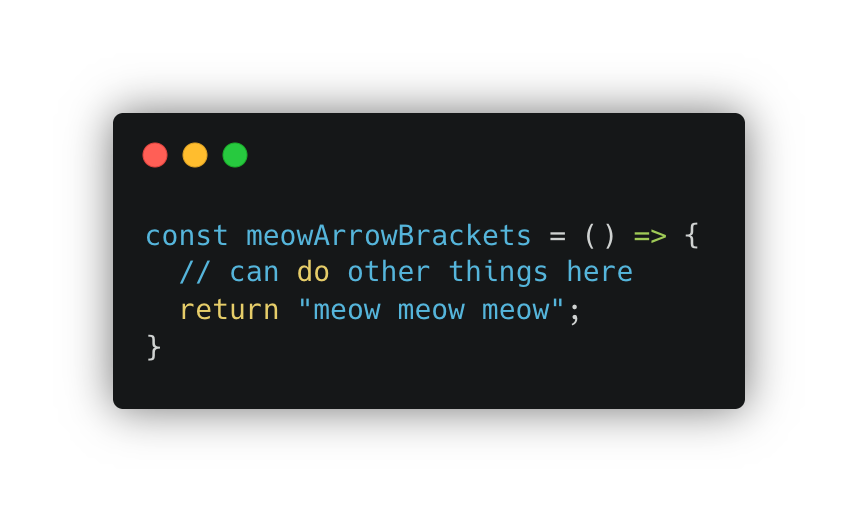 const meowArrowBrackets = () => {
  // can do other things here
  return "meow meow meow";
}